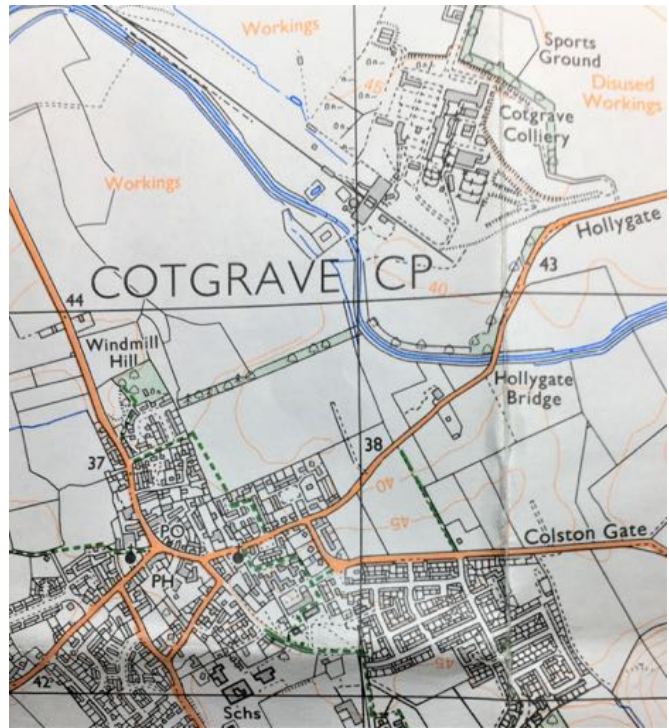 Workings
Sports
Ground
Disused
Workings
45
Cotgrave
Colliery
Workings
Hollygate
COTGRAVE CP
40
43
44
Windmill
Hill
Hollygate
Bridge
38
37
40
45
PO
Colston Gate
PH
45
42
Schs